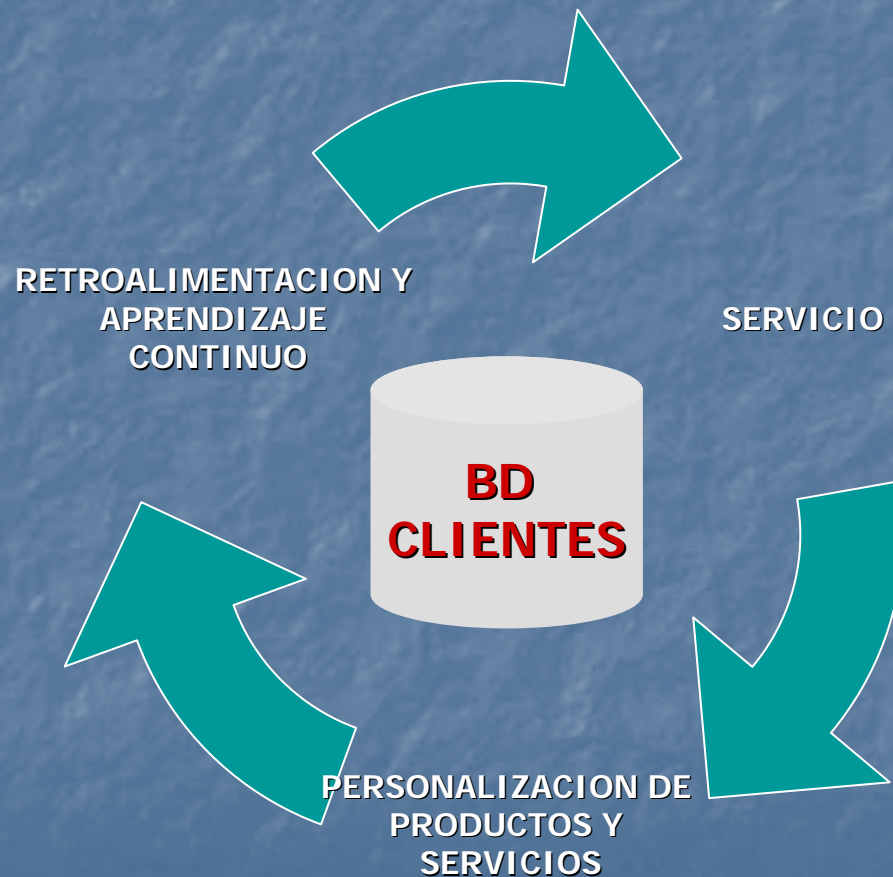 RETROALIMENTACION Y
APRENDIZAJE
CONTINUO
SERVICIO
BD
CLIENTES
PERSONALIZACION DE
PRODUCTOS Y
SERVICIOS